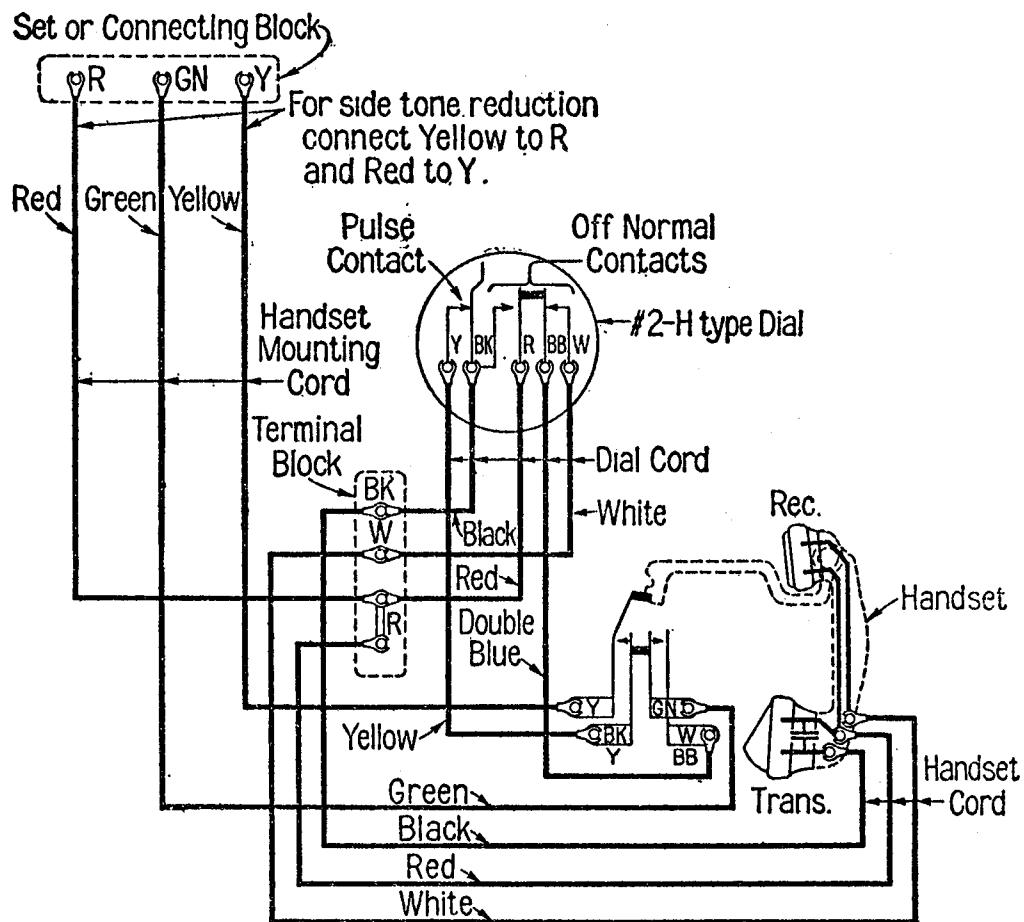 Set or Connecting Block
R GN Y
For side tone reduction
connect Yellow to R
and Red to Y.
Red Green Yellow
Pulse
Contact
Off Normal
Contacts
#2-H type Dial
Y BK R BB W
Handset
Mounting
Cord
Terminal
Block
Dial Cord
BK
Black
White
W
Red
R
Double
Blue
Rec.
Handset
Y GN
Yellow
BK W
Y BB
Trans.
Handset
Cord
Green
Black
Red
White